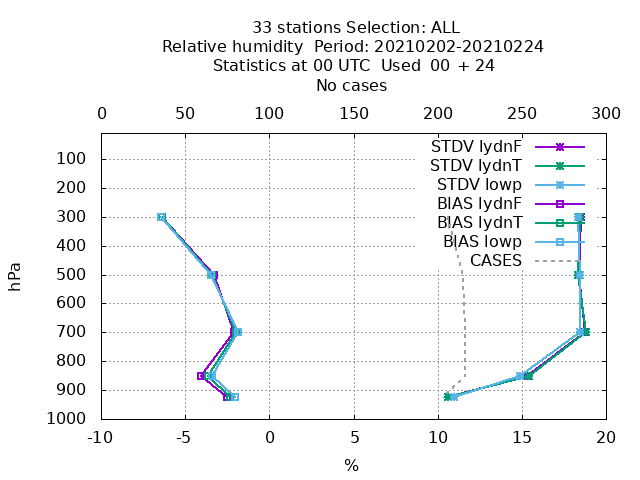 33 stations Selection: ALL
Relative humidity  Period: 20210202-20210224
Statistics at 00 UTC  Used  00 + 24
No cases
0 50 100 150 200 250 300
STDV lydnF
STDV lydnT
STDV lowp
BIAS lydnF
BIAS lydnT
BIAS lowp
CASES
hPa
100
200
300
400
500
600
700
800
900
1000
-10 -5 0 5 10 15 20
%